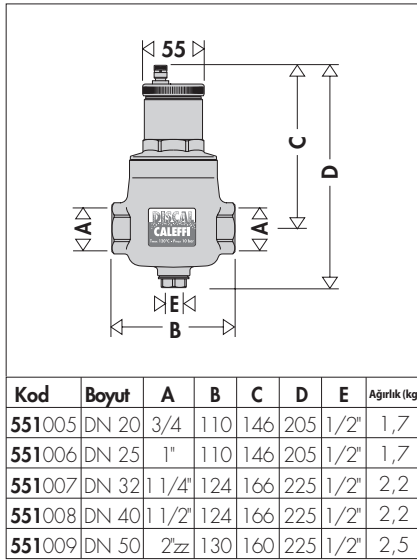 55
C
D
A
DISCAL
CALEFFI
A
E
B
Kod Boyut A B C D E Ağırlık (kg)
551005 DN 20 3/4 110 146 205 1/2" 1,7
551006 DN 25 1" 110 146 205 1/2" 1,7
551007 DN 32 1 1/4" 124 166 225 1/2" 2,2
551008 DN 40 1 1/2" 124 166 225 1/2" 2,2
551009 DN 50 2"zz 130 160 225 1/2" 2,5